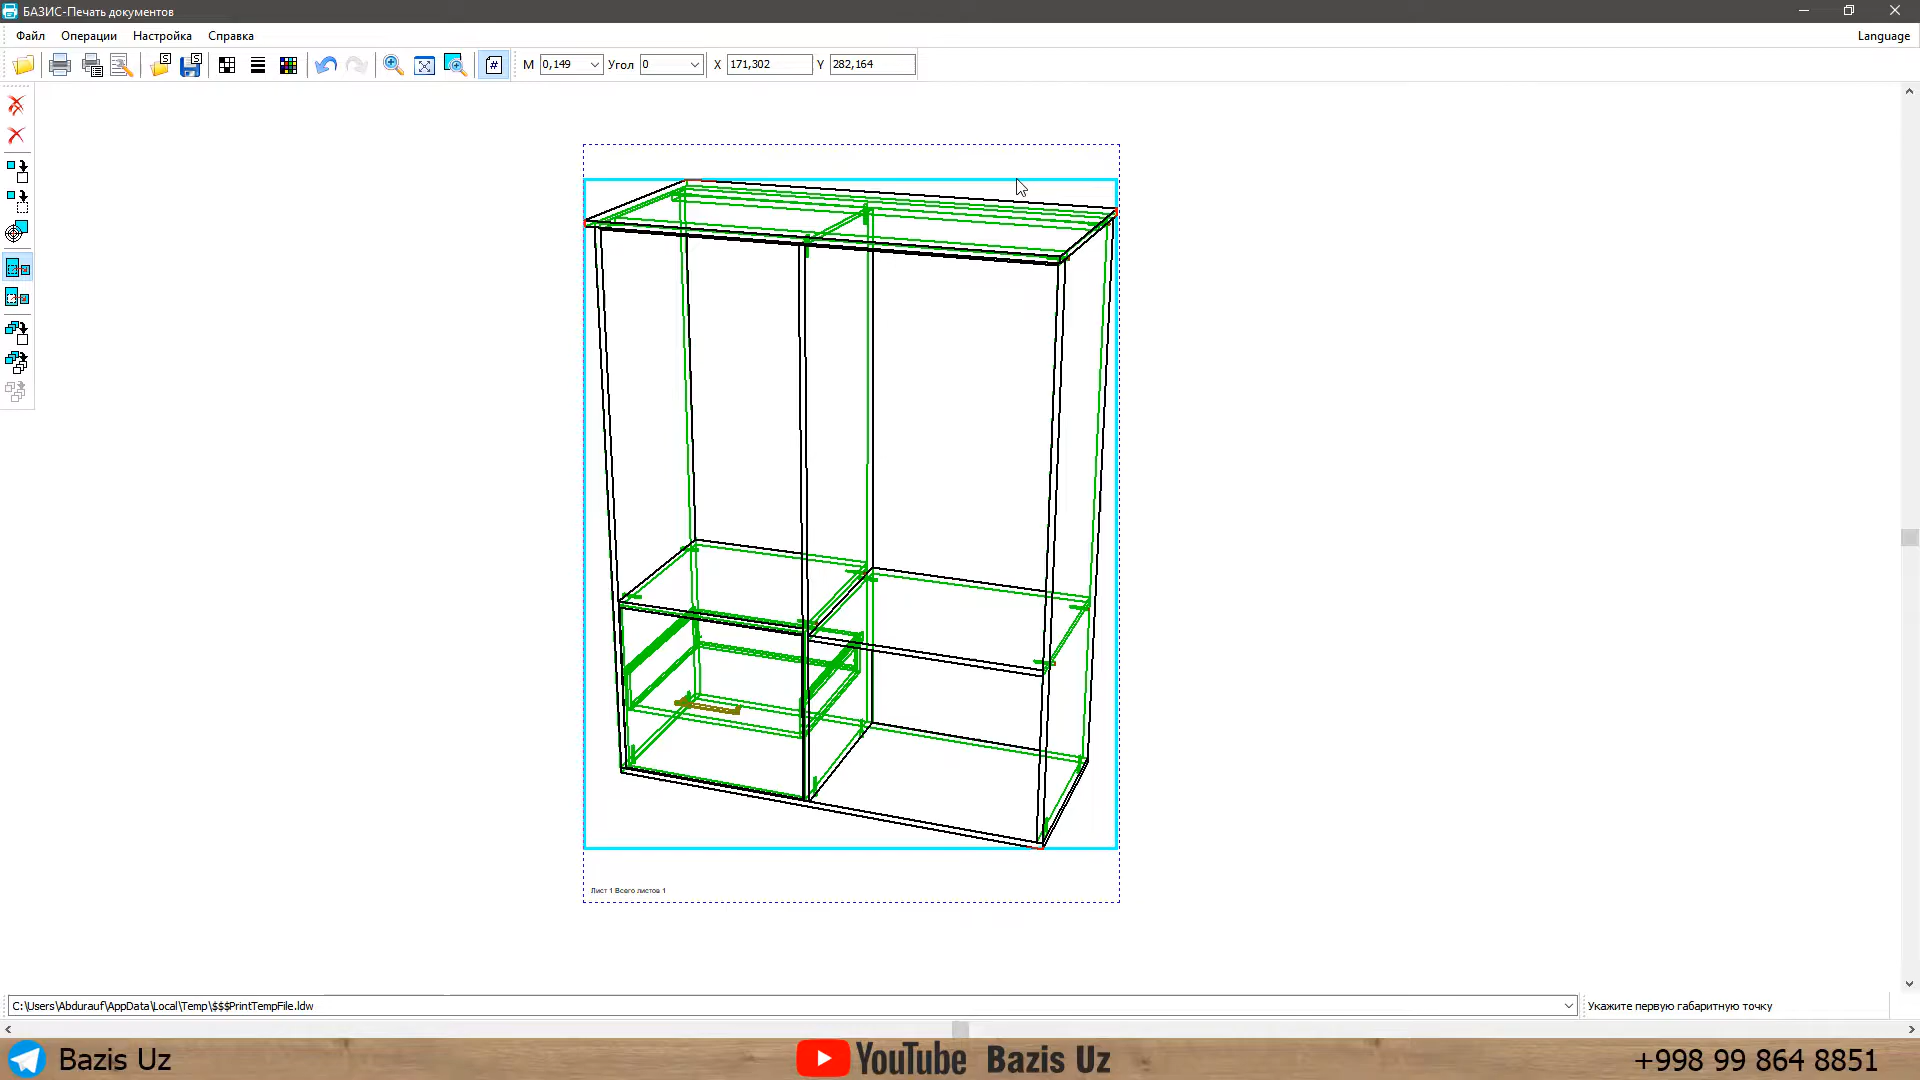 БАЗИС-Печать документов
Файл Операции Настройка Справка Language
М 0,149 Угол 0 X 171,302 Y 282,164
Лист 1 Всего листов 1
C:\Users\Abdurauf\AppData\Local\Temp\$$$PrintTempFile.ldw Укажите первую габаритную точку
Bazis Uz YouTube Bazis Uz +998 99 864 8851